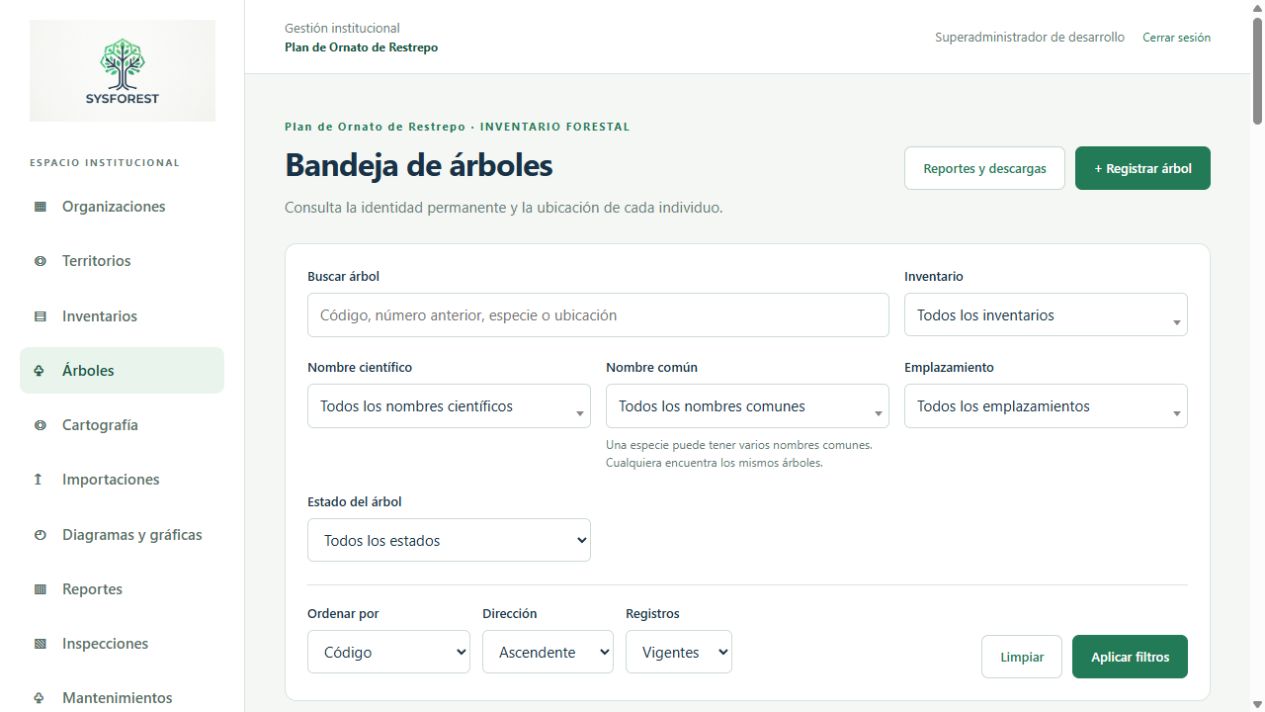 SYSFOREST
ESPACIO INSTITUCIONAL
Organizaciones
Territorios
Inventarios
Árboles
Cartografía
Importaciones
Diagramas y gráficas
Reportes
Inspecciones
Mantenimientos
Gestión institucional
Plan de Ornato de Restrepo
Superadministrador de desarrollo
Cerrar sesión
Plan de Ornato de Restrepo · INVENTARIO FORESTAL
Bandeja de árboles
Consulta la identidad permanente y la ubicación de cada individuo.
Reportes y descargas
+ Registrar árbol
Buscar árbol
Código, número anterior, especie o ubicación
Inventario
Todos los inventarios
Nombre científico
Todos los nombres científicos
Nombre común
Todos los nombres comunes
Una especie puede tener varios nombres comunes.
Cualquiera encuentra los mismos árboles.
Emplazamiento
Todos los emplazamientos
Estado del árbol
Todos los estados
Ordenar por
Código
Dirección
Ascendente
Registros
Vigentes
Limpiar
Aplicar filtros